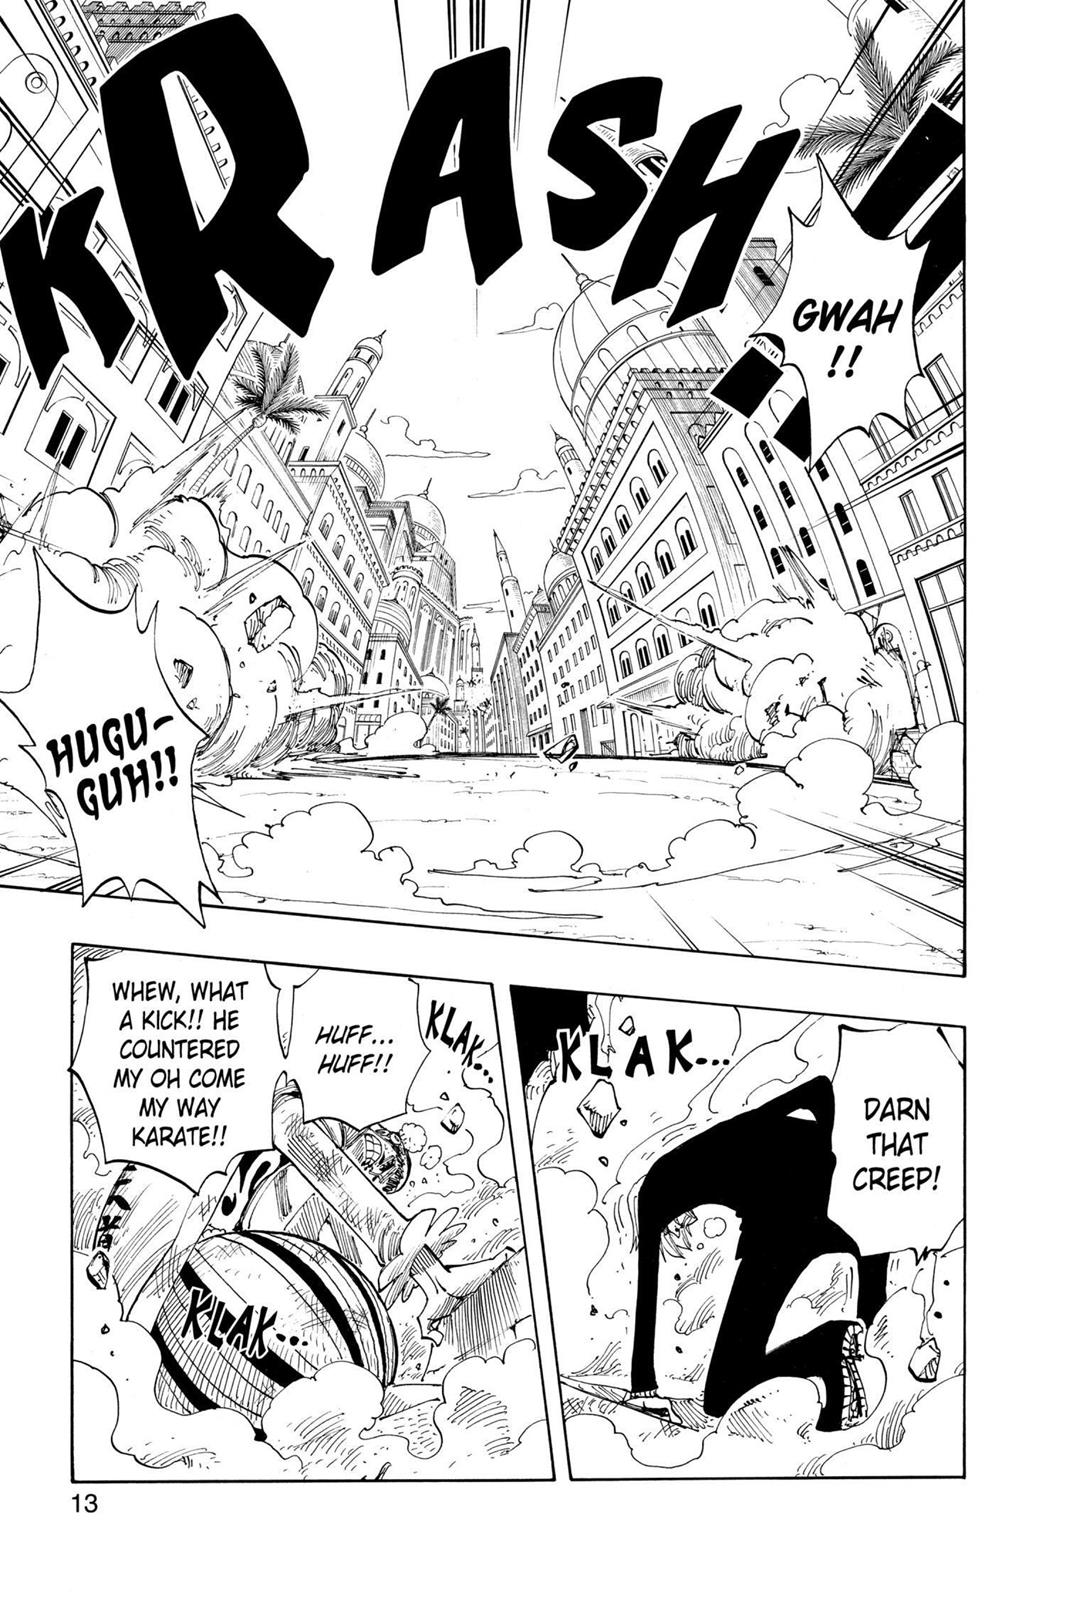 KRASH!!
GWAH
!!
HUGU-
GUH!!
KLAK...
DARN
THAT
CREEP!
KLAK...
HUFF...
HUFF!!
WHEW, WHAT
A KICK!! HE
COUNTERED
MY OH COME
MY WAY
KARATE!!
KLAK...
13